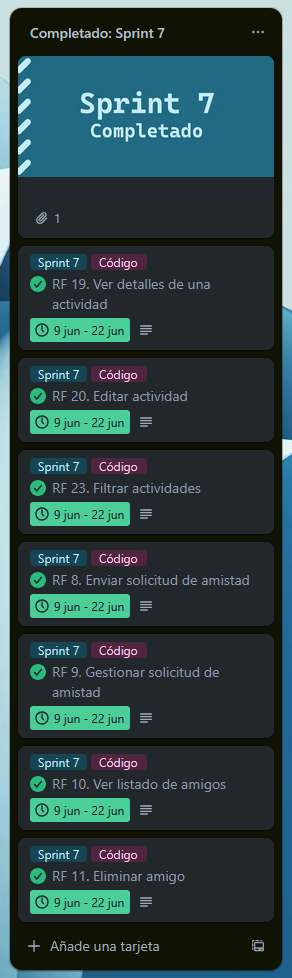 Completado: Sprint 7
Sprint 7
Completado
1
Sprint 7 Código
RF 19. Ver detalles de una
actividad
9 jun - 22 jun
Sprint 7 Código
RF 20. Editar actividad
9 jun - 22 jun
Sprint 7 Código
RF 23. Filtrar actividades
9 jun - 22 jun
Sprint 7 Código
RF 8. Enviar solicitud de amistad
9 jun - 22 jun
Sprint 7 Código
RF 9. Gestionar solicitud de
amistad
9 jun - 22 jun
Sprint 7 Código
RF 10. Ver listado de amigos
9 jun - 22 jun
Sprint 7 Código
RF 11. Eliminar amigo
9 jun - 22 jun
Añade una tarjeta